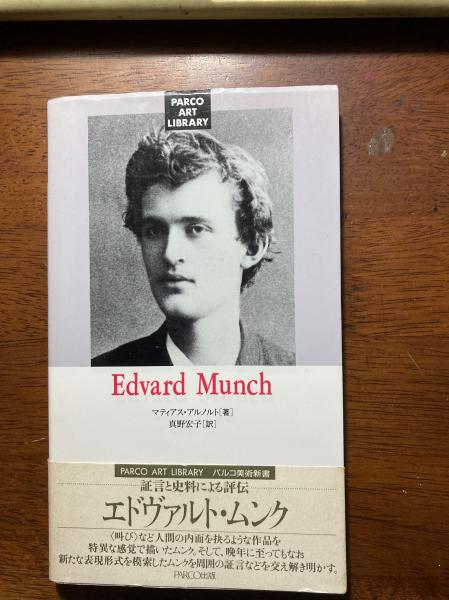 PARCO
ART
LIBRARY
Edvard Munch
マティアス・アルノルト[著]
真野宏子[訳]
PARCO ART LIBRARY パルコ美術新書
証言と史料による評伝
エドヴァルト・ムンク
〈叫び〉など人間の内面を抉るような作品を
特異な感覚で描いたムンク。そして、晩年に至ってもなお
新たな表現形式を模索したムンクを周囲の証言などを交え解き明かす。
PARCO出版